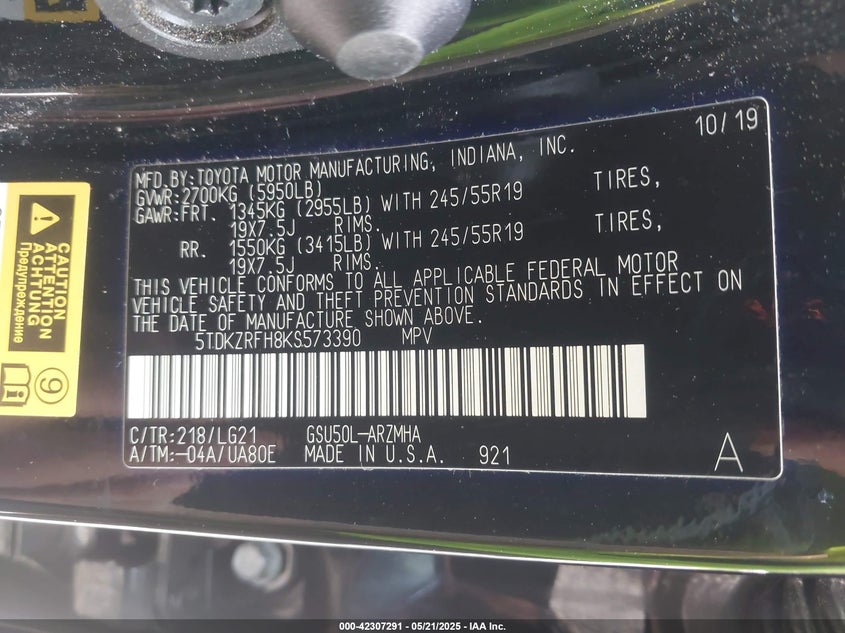 10/19
MFD.BY:TOYOTA MOTOR MANUFACTURING, INDIANA, INC.
GVWR:2700KG (5950LB)
GAWR:FRT. 1345KG (2955LB) WITH 245/55R19 TIRES,
19X7.5J RIMS.
RR. 1550KG (3415LB) WITH 245/55R19 TIRES,
19X7.5J RIMS.
THIS VEHICLE CONFORMS TO ALL APPLICABLE FEDERAL MOTOR
VEHICLE SAFETY AND THEFT PREVENTION STANDARDS IN EFFECT ON
THE DATE OF MANUFACTURE SHOWN ABOVE.
5TDKZRFH8KS573390 MPV
C/TR:218/LG21 GSU50L-ARZMHA
A/TM:-04A/UA80E MADE IN U.S.A. 921
A
CAUTION
ATTENTION
ACHTUNG
Предупреждение
9
000-42307291 - 05/21/2025 - IAA Inc.